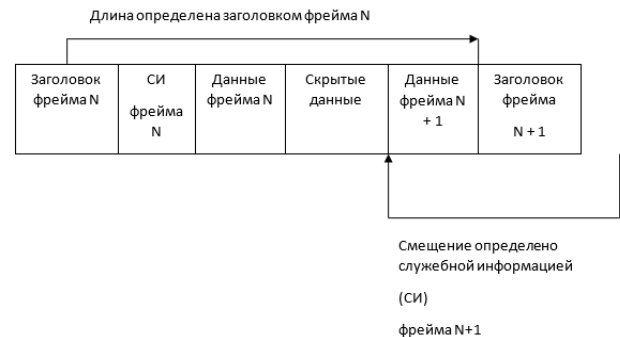 Длина определена заголовком фрейма N
Заголовок
фрейма N
СИ
фрейма
N
Данные
фрейма N
Скрытые
данные
Данные
фрейма N
+ 1
Заголовок
фрейма
N + 1
Смещение определено
служебной информацией
(СИ)
фрейма N+1